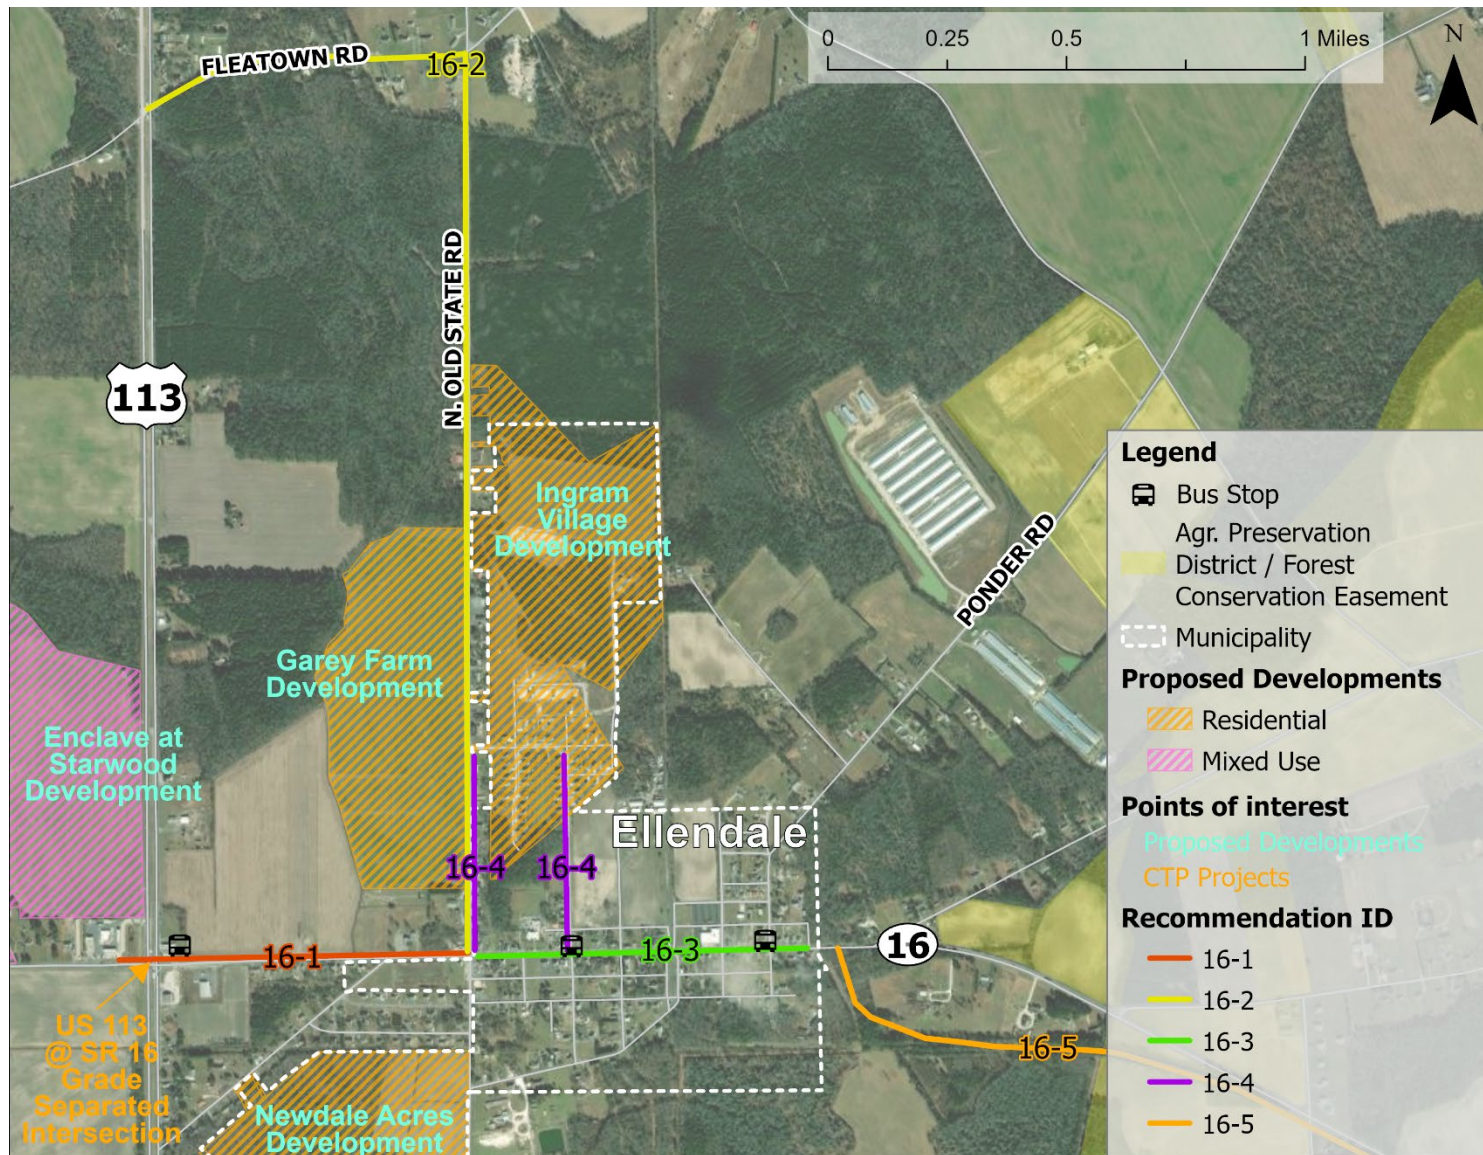 0 0.25 0.5 1 Miles
N
FLEATOWN RD
16-2
N. OLD STATE RD
113
Ingram
Village
Development
PONDER RD
Garey Farm
Development
Enclave at
Starwood
Development
Ellendale
16-4 16-4
16-1
16-3
16
16-5
US 113
@ SR 16
Grade
Separated
Intersection
Newdale Acres
Development
Legend
Bus Stop
Agr. Preservation
District / Forest
Conservation Easement
Municipality
Proposed Developments
Residential
Mixed Use
Points of interest
Proposed Developments
CTP Projects
Recommendation ID
16-1
16-2
16-3
16-4
16-5